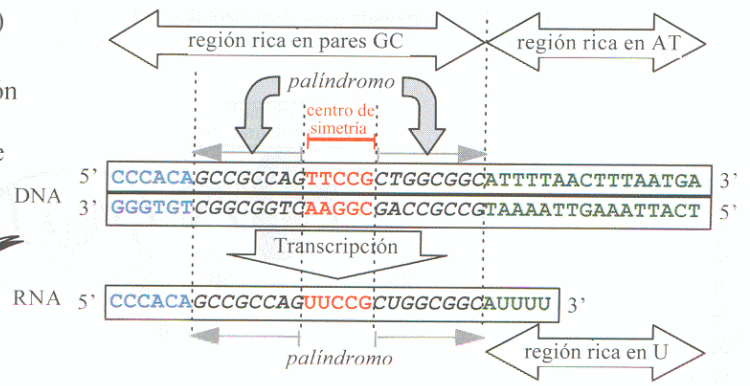 )
región rica en pares GC
región rica en AT
ón
palíndromo
centro de
simetría
e
DNA
5’ CCCACAGCCGCCAGTTCCGCTGGCGGCATTTTAACTTTAATGA 3’
3’ GGGTGTCGGCGGTCAAGGCGACCGCCGTAAAATTGAAATTACT 5’
Transcripción
RNA 5’ CCCACAGCCGCCAGUUCCGCUGGCGGCAUUUU 3’
palíndromo
región rica en U